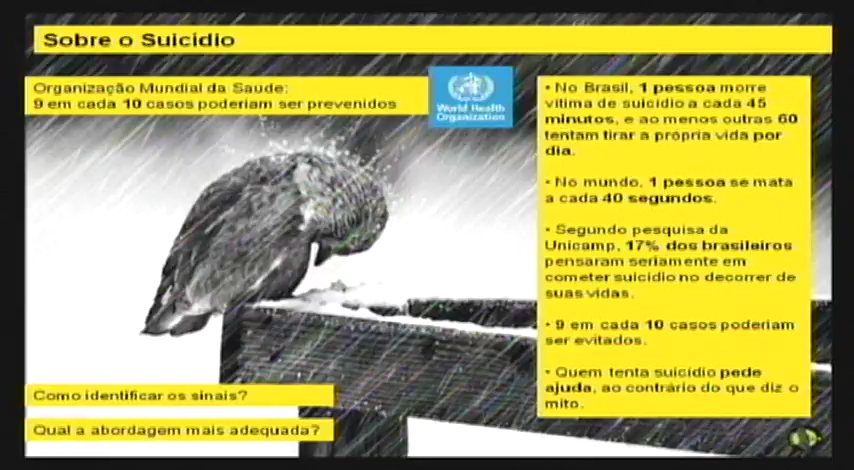 Sobre o Suicídio
Organização Mundial da Saúde:
9 em cada 10 casos poderiam ser prevenidos
World Health
Organization
• No Brasil, 1 pessoa morre
vítima de suicídio a cada 45
minutos, e ao menos outras 60
tentam tirar a própria vida por
dia.
• No mundo, 1 pessoa se mata
a cada 40 segundos.
• Segundo pesquisa da
Unicamp, 17% dos brasileiros
pensaram seriamente em
cometer suicídio no decorrer de
suas vidas.
• 9 em cada 10 casos poderiam
ser evitados.
• Quem tenta suicídio pede
ajuda, ao contrário do que diz o
mito.
Como identificar os sinais?
Qual a abordagem mais adequada?